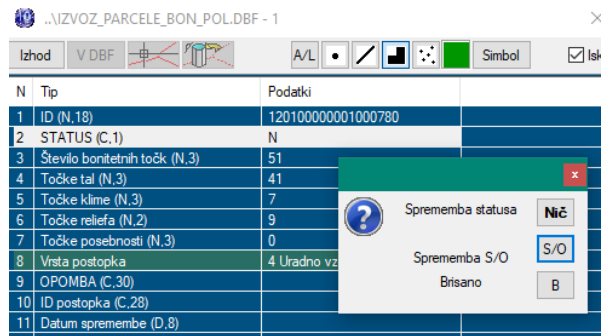 ..\IZVOZ_PARCELE_BON_POL.DBF - 1
Izhod V DBF A/L Simbol
N Tip Podatki
1 ID (N,18) 120100000001000780
2 STATUS (C,1) N
3 Število bonitetnih točk (N,3) 51
4 Točke tal (N,3) 41
5 Točke klime (N,3) 7
6 Točke reliefa (N,2) 9
7 Točke posebnosti (N,3) 0
8 Vrsta postopka 4 Uradno vz
9 OPOMBA (C,30)
10 ID postopka (C,28)
11 Datum spremembe (D,8)
Sprememba statusa Nič
Sprememba S/O S/O
Brisano B